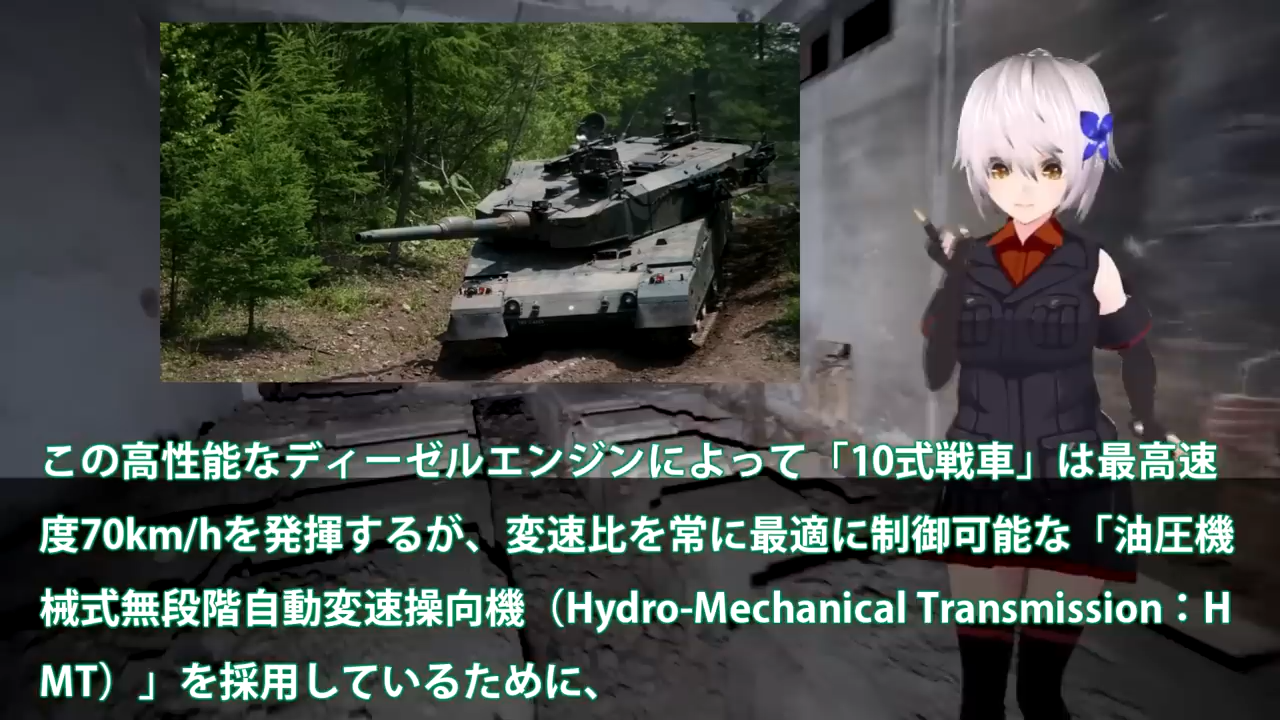 この高性能なディーゼルエンジンによって「10式戦車」は最高速
度70km/hを発揮するが、変速比を常に最適に制御可能な「油圧機
械式無段階自動変速操向機（Hydro-Mechanical Transmission：H
MT）」を採用しているために、